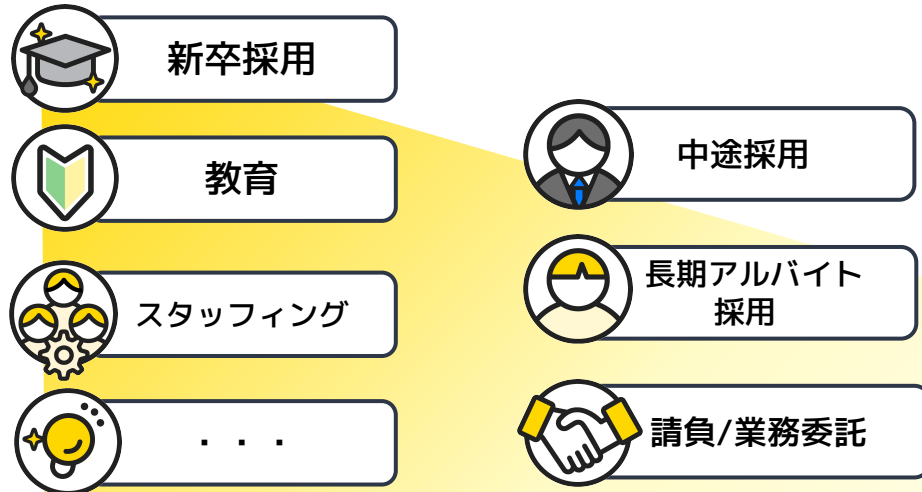 新卒採用
教育
スタッフィング
・・・
中途採用
長期アルバイト
採用
請負/業務委託